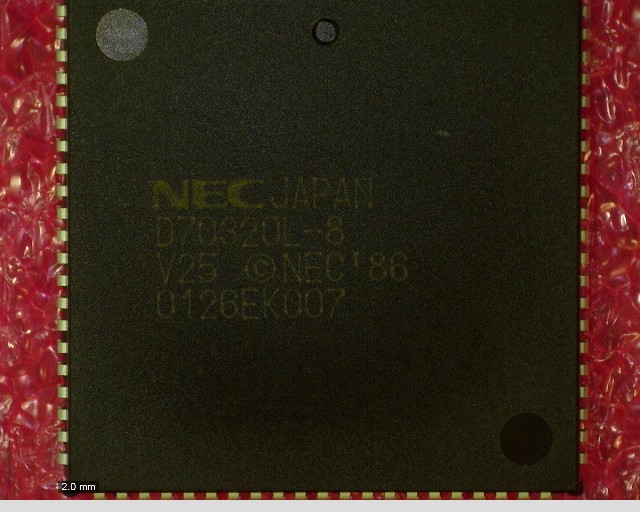 NEC JAPAN
D70320L-8
V25 ©NEC'86
0126EK007
2.0 mm